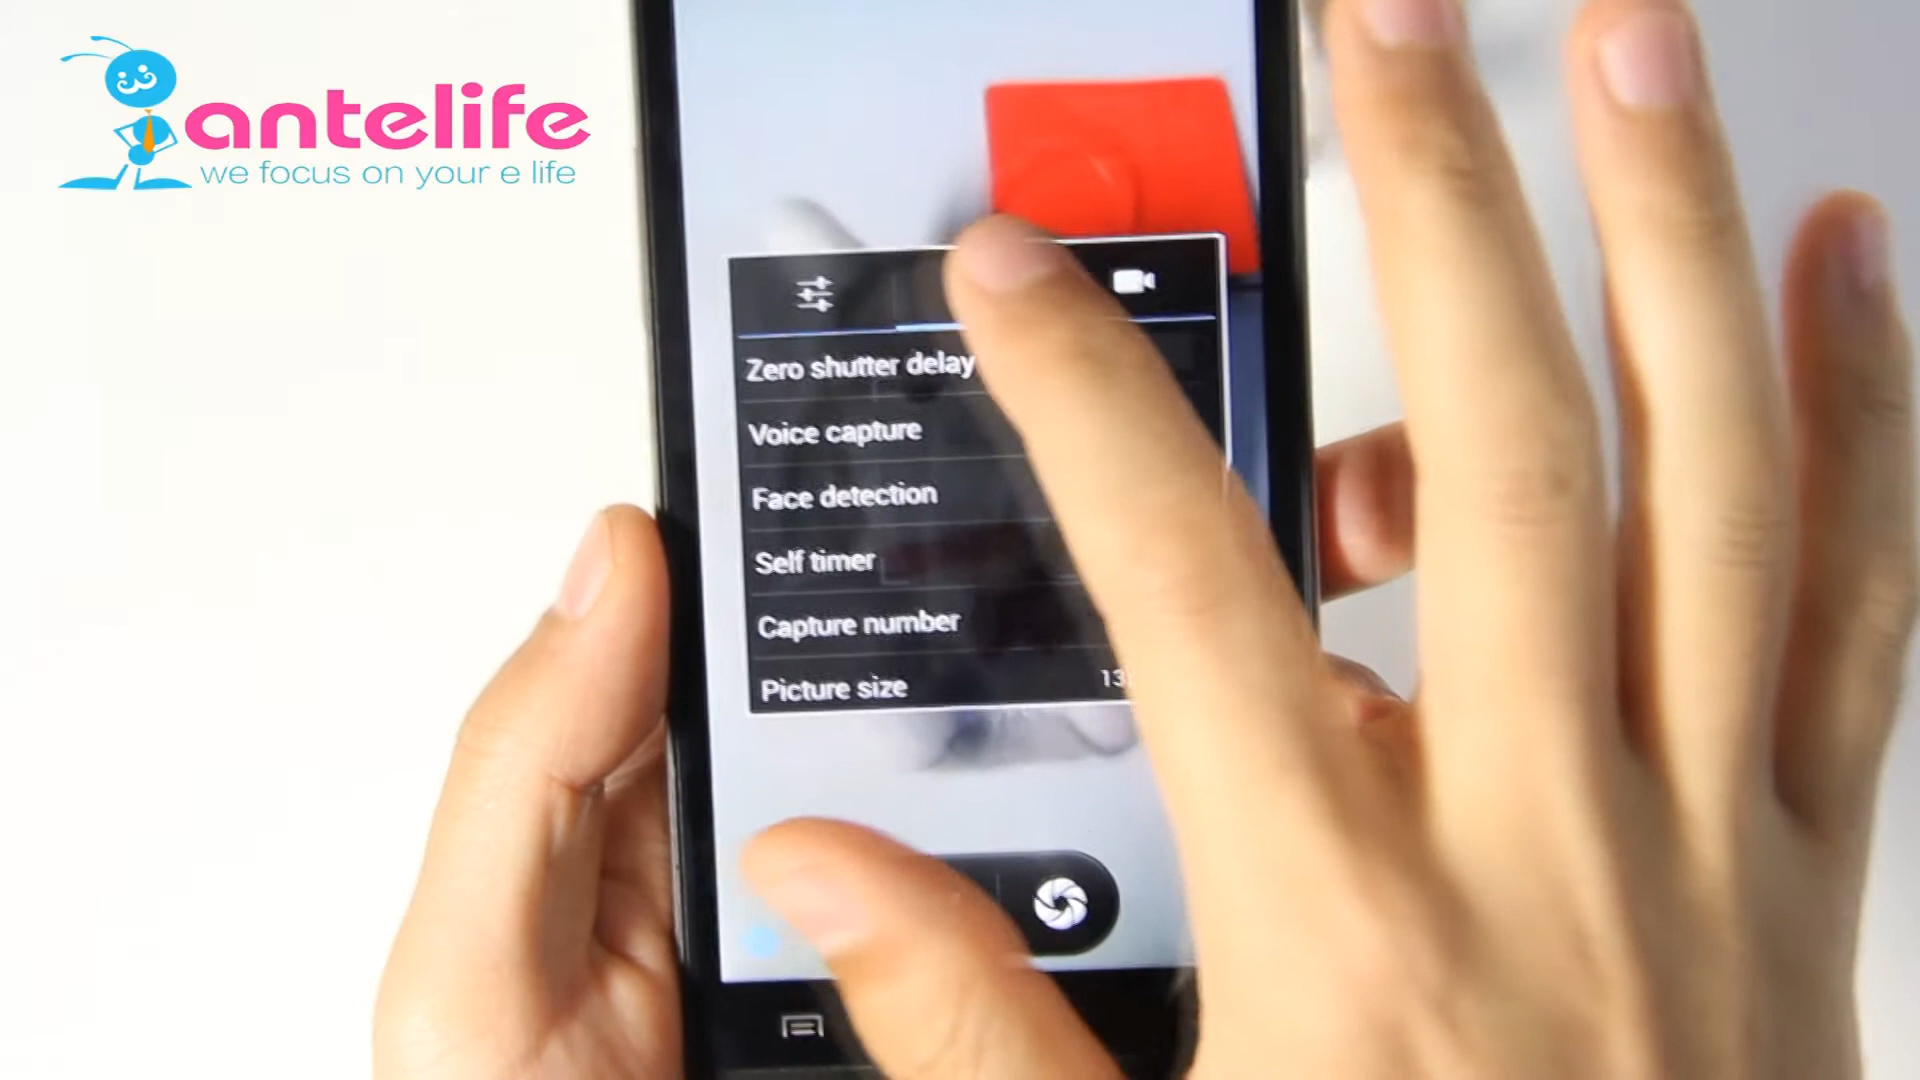 antelife
we focus on your e life
Zero shutter delay
Voice capture
Face detection
Self timer
Capture number
Picture size